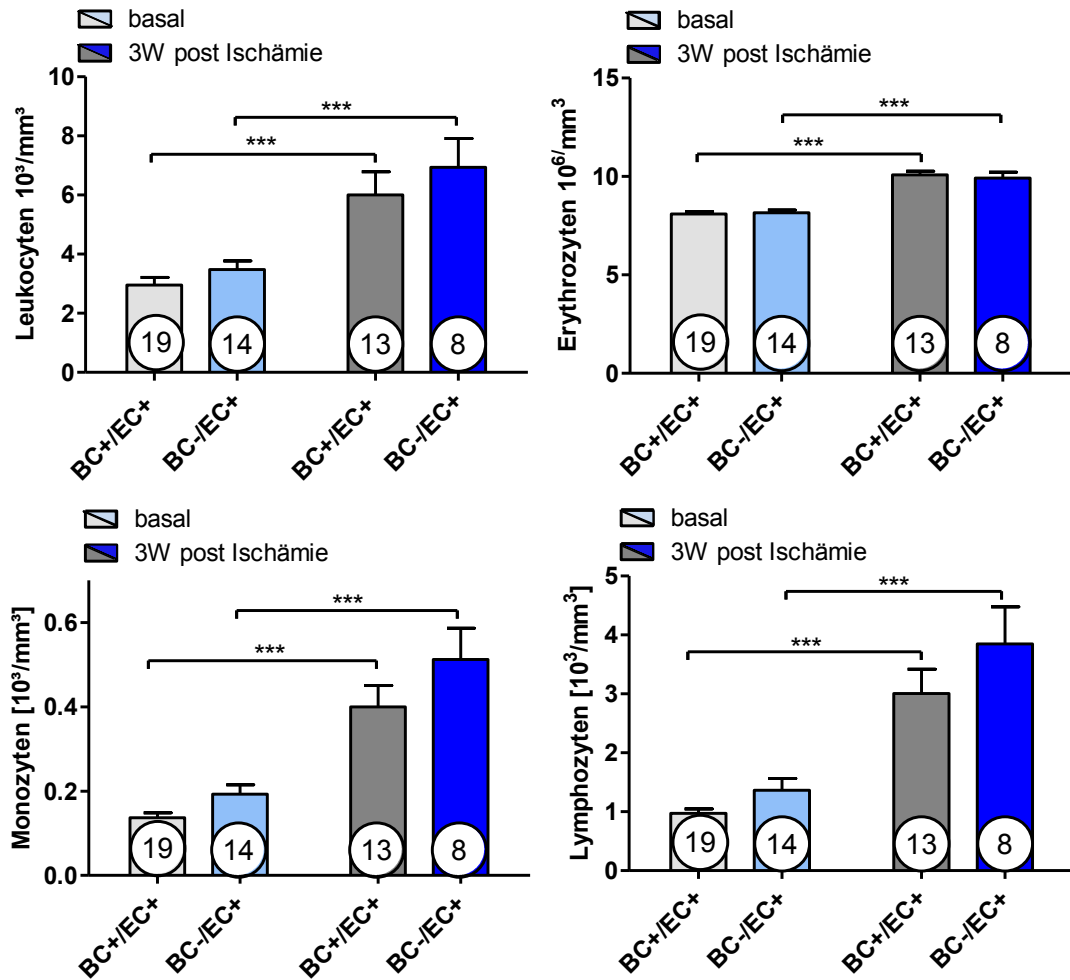 basal
3W post Ischämie
Leukocyten 10³/mm³
10
8
6
4
2
0
***
***
19
14
13
8
BC+/EC+
BC-/EC+
BC+/EC+
BC-/EC+
basal
3W post Ischämie
Erythrozyten 10⁶/mm³
15
10
5
0
***
***
19
14
13
8
BC+/EC+
BC-/EC+
BC+/EC+
BC-/EC+
basal
3W post Ischämie
Monozyten [10³/mm³]
0.6
0.4
0.2
0.0
***
***
19
14
13
8
BC+/EC+
BC-/EC+
BC+/EC+
BC-/EC+
basal
3W post Ischämie
Lymphozyten [10³/mm³]
5
4
3
2
1
0
***
***
19
14
13
8
BC+/EC+
BC-/EC+
BC+/EC+
BC-/EC+